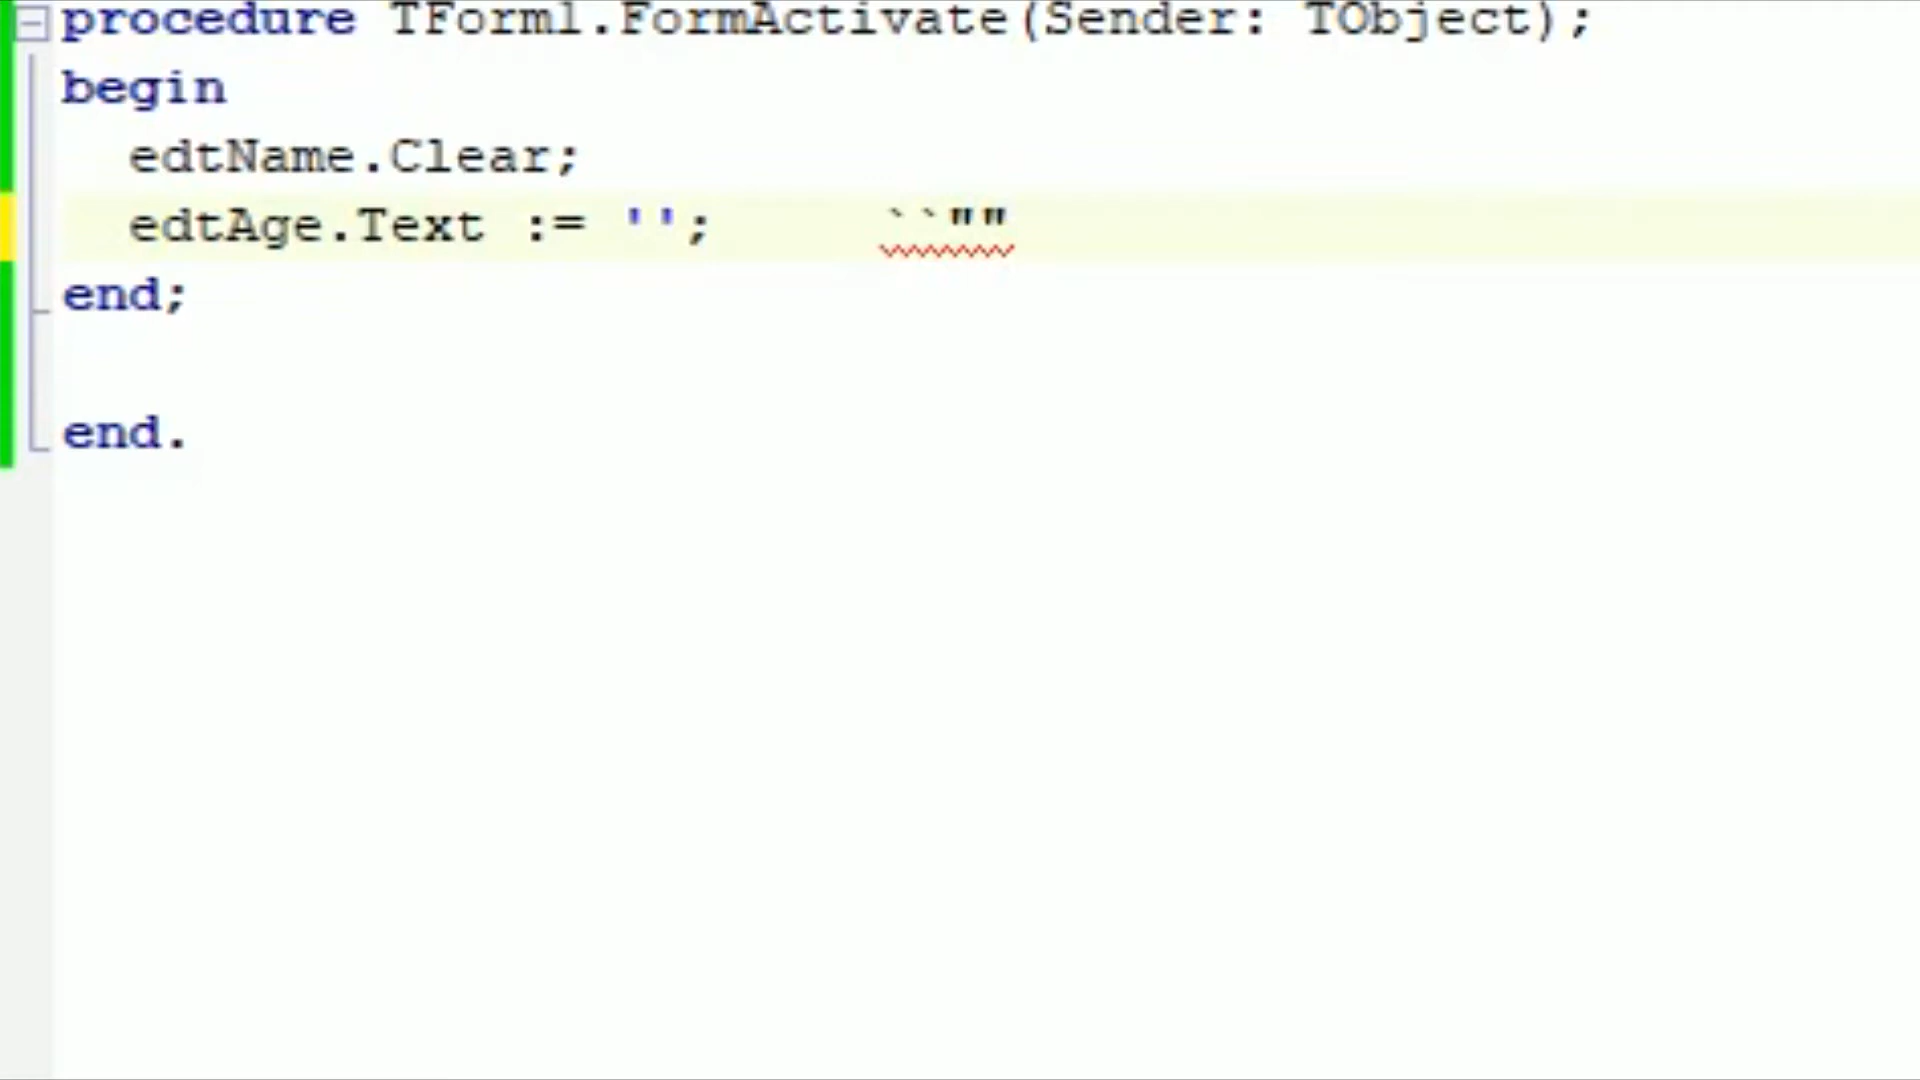 procedure TForm1.FormActivate(Sender: TObject);
begin
  edtName.Clear;
  edtAge.Text := '';     ``""
end;
end.